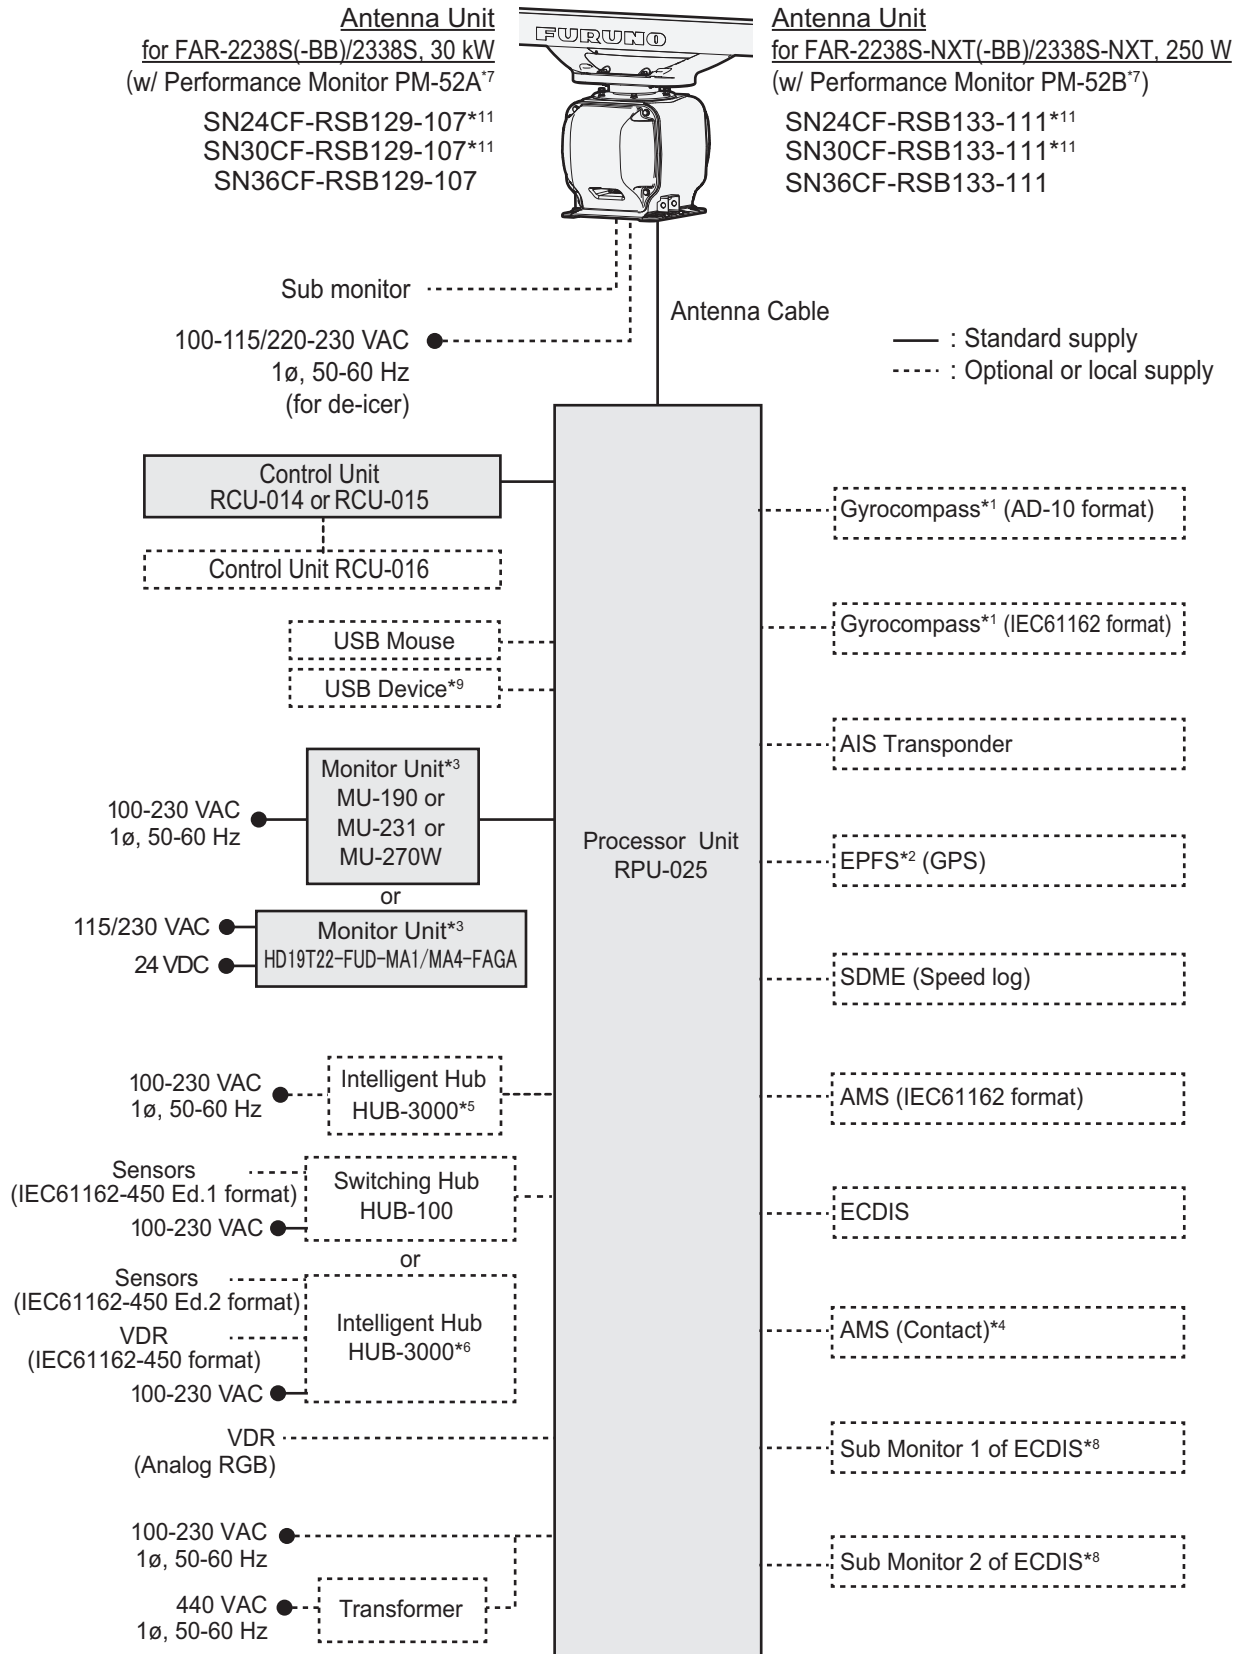 Antenna Unit
for FAR-2238S(-BB)/2338S, 30 kW
(w/ Performance Monitor PM-52A*7
SN24CF-RSB129-107*11
SN30CF-RSB129-107*11
SN36CF-RSB129-107
FURUNO
Antenna Unit
for FAR-2238S-NXT(-BB)/2338S-NXT, 250 W
(w/ Performance Monitor PM-52B*7)
SN24CF-RSB133-111*11
SN30CF-RSB133-111*11
SN36CF-RSB133-111
Sub monitor
100-115/220-230 VAC
1ø, 50-60 Hz
(for de-icer)
Antenna Cable
: Standard supply
: Optional or local supply
Control Unit
RCU-014 or RCU-015
Control Unit RCU-016
USB Mouse
USB Device*9
Monitor Unit*3
MU-190 or
MU-231 or
MU-270W
100-230 VAC
1ø, 50-60 Hz
or
115/230 VAC
24 VDC
Monitor Unit*3
HD19T22-FUD-MA1/MA4-FAGA
100-230 VAC
1ø, 50-60 Hz
Intelligent Hub
HUB-3000*5
Sensors
(IEC61162-450 Ed.1 format)
100-230 VAC
Switching Hub
HUB-100
or
Sensors
(IEC61162-450 Ed.2 format)
VDR
(IEC61162-450 format)
100-230 VAC
Intelligent Hub
HUB-3000*6
VDR
(Analog RGB)
100-230 VAC
1ø, 50-60 Hz
440 VAC
1ø, 50-60 Hz
Transformer
Processor Unit
RPU-025
Gyrocompass*1 (AD-10 format)
Gyrocompass*1 (IEC61162 format)
AIS Transponder
EPFS*2 (GPS)
SDME (Speed log)
AMS (IEC61162 format)
ECDIS
AMS (Contact)*4
Sub Monitor 1 of ECDIS*8
Sub Monitor 2 of ECDIS*8